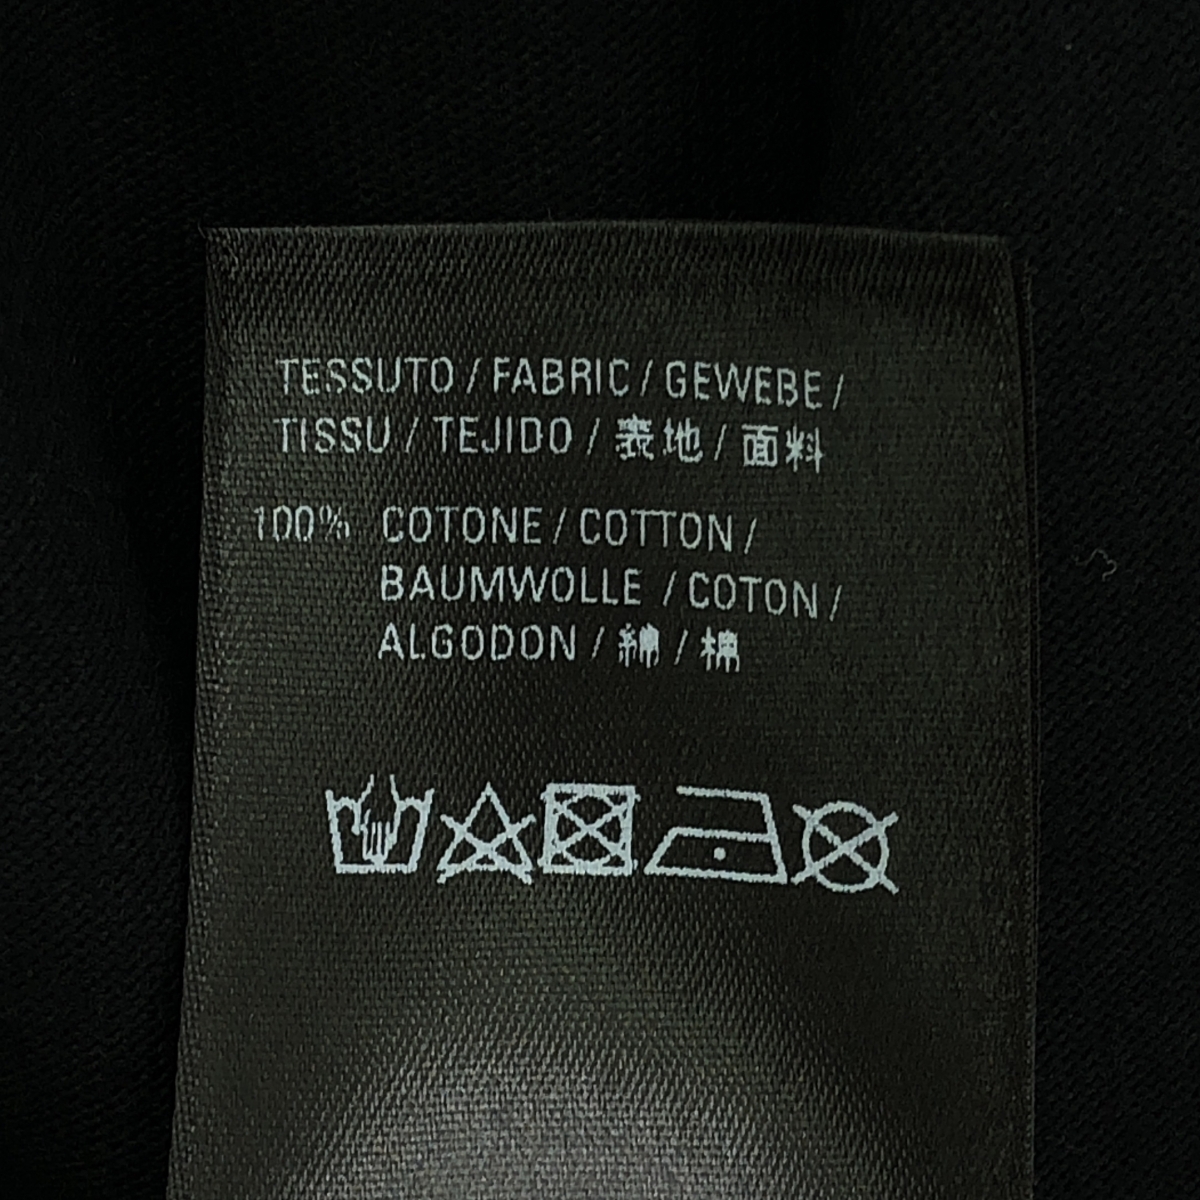 TESSUTO / FABRIC / GEWEBE /
TISSU / TEJIDO / 表地 / 面料
100% COTONE / COTTON /
BAUMWOLLE / COTON /
ALGODON / 綿 / 棉